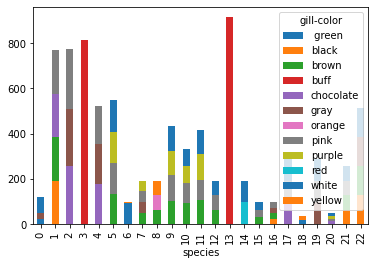 gill-color
green
black
brown
buff
chocolate
gray
orange
pink
purple
red
white
yellow
800
600
400
200
0
0 1 2 3 4 5 6 7 8 9 10 11 12 13 14 15 16 17 18 19 20 21 22
species